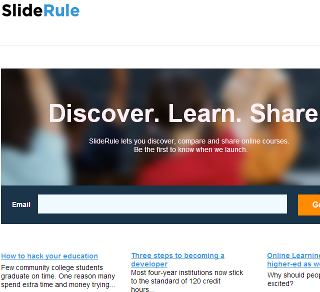 SlideRule
Discover. Learn. Share
SlideRule lets you discover, compare and share online courses.
Be the first to know when we launch.
Email
How to hack your education
Few community college students
graduate on time. One reason many
spend extra time and money trying...
Three steps to becoming a
developer
Most four-year institutions now stick
to the standard of 120 credit
hours...
Online Learning
higher-ed as w
Why should peop
excited?